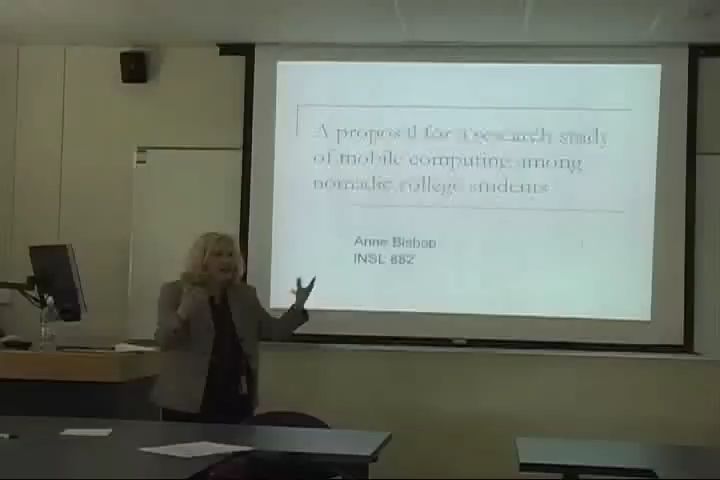 A proposal for a research study
of mobile computing among
nomadic college students
Anne Bishop
INSL 882